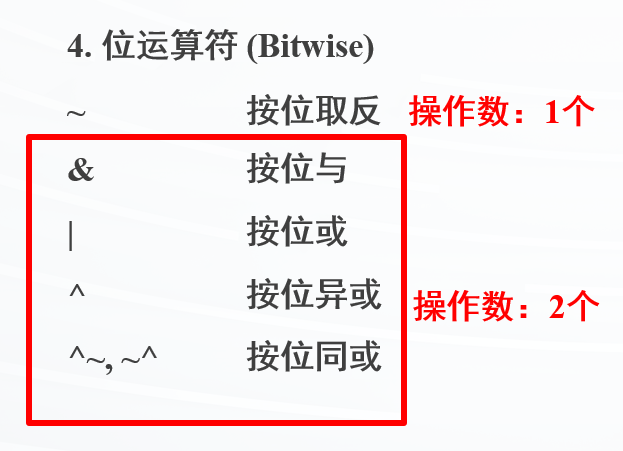 4. 位运算符 (Bitwise)
~ 按位取反 操作数：1个
& 按位与
| 按位或
^ 按位异或 操作数：2个
^~, ~^ 按位同或